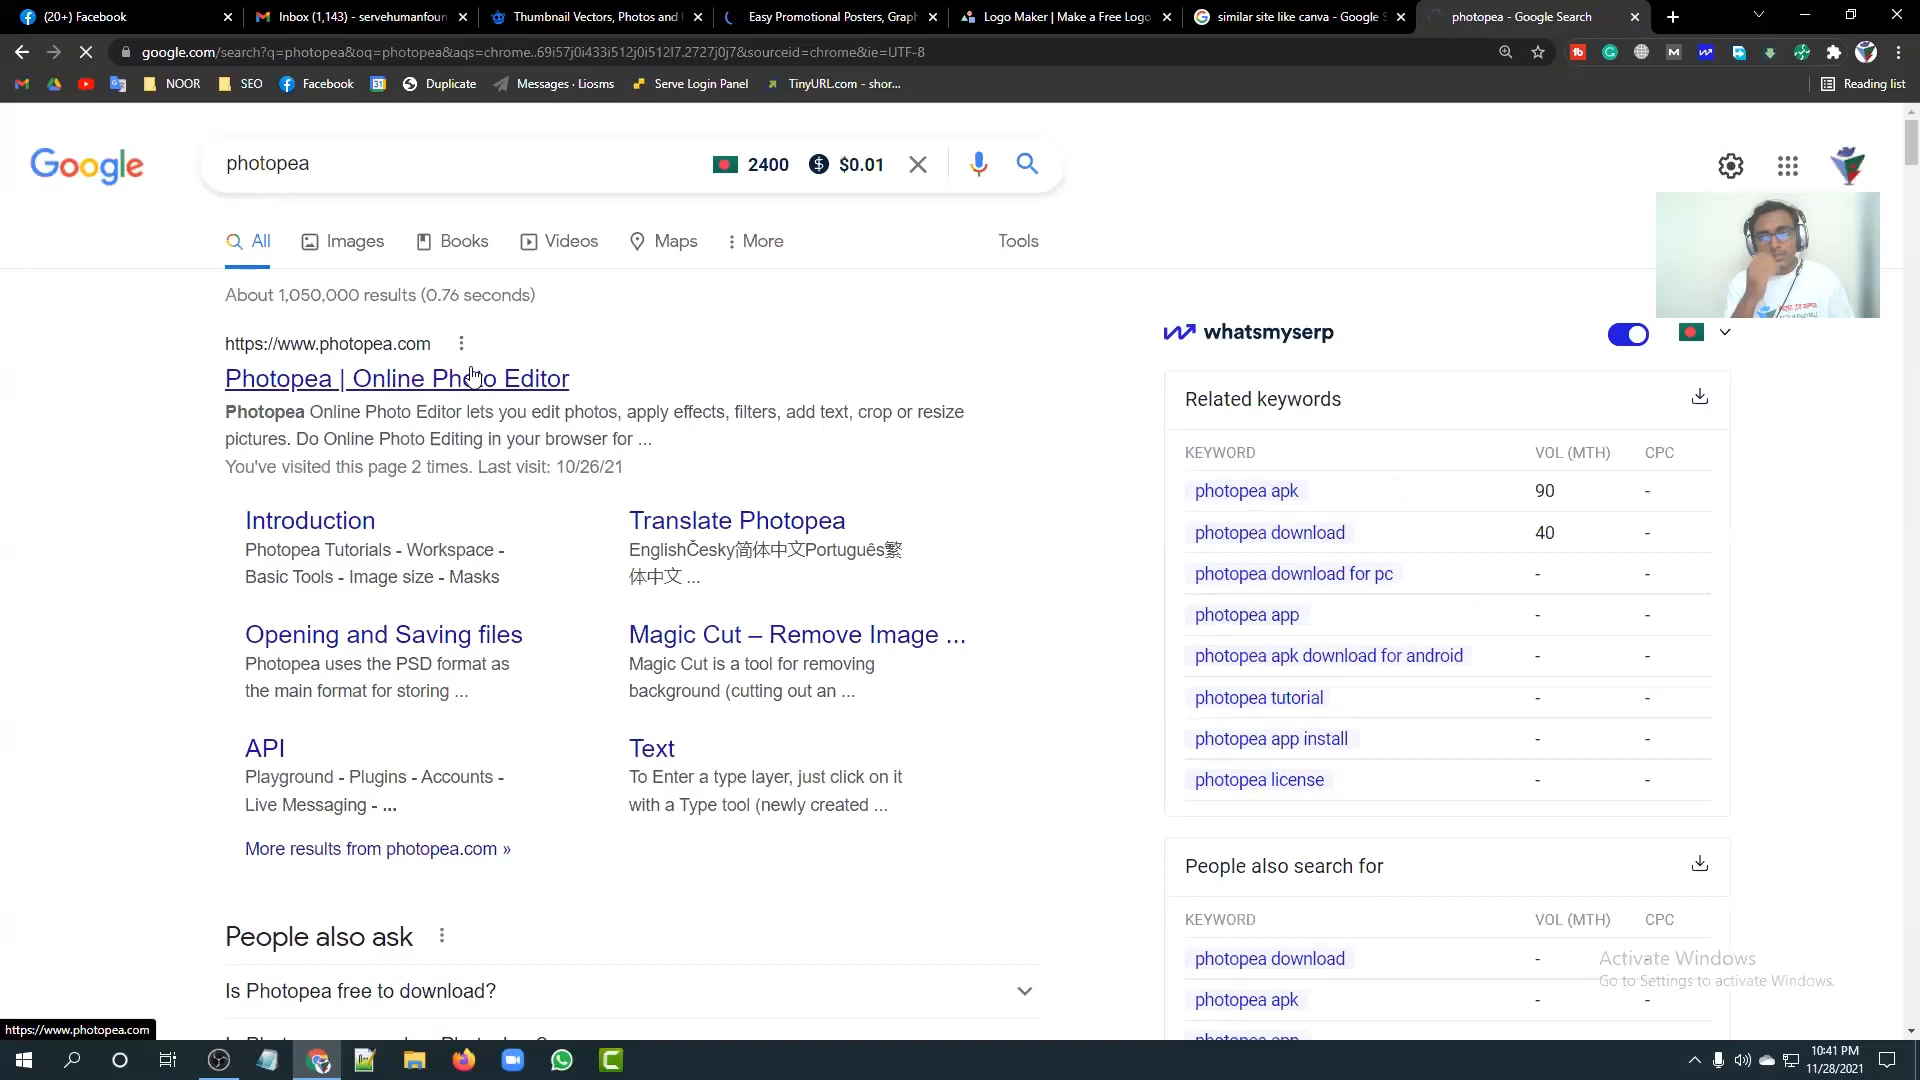 (20+) Facebook
Inbox (1,143) - servehumanfoun
Thumbnail Vectors, Photos and
Easy Promotional Posters, Grap
Logo Maker | Make a Free Logo
similar site like canva - Google S
photopea - Google Search
google.com/search?q=photopea&oq=photopea&aqs=chrome..69i57j0i433i512j0i512l7.2727j0j7&sourceid=chrome&ie=UTF-8
NOOR
SEO
Facebook
Duplicate
Messages · Liosms
Serve Login Panel
TinyURL.com - shor...
Reading list
Google
photopea
2400
$0.01
All
Images
Books
Videos
Maps
More
Tools
About 1,050,000 results (0.76 seconds)
https://www.photopea.com
Photopea | Online Photo Editor
Photopea Online Photo Editor lets you edit photos, apply effects, filters, add text, crop or resize
pictures. Do Online Photo Editing in your browser for ...
You've visited this page 2 times. Last visit: 10/26/21
Introduction
Photopea Tutorials - Workspace -
Basic Tools - Image size - Masks
Translate Photopea
EnglishČesky简体中文Português繁
体中文 ...
Opening and Saving files
Photopea uses the PSD format as
the main format for storing ...
Magic Cut – Remove Image ...
Magic Cut is a tool for removing
background (cutting out an ...
API
Playground - Plugins - Accounts -
Live Messaging - ...
Text
To Enter a type layer, just click on it
with a Type tool (newly created ...
More results from photopea.com »
People also ask
Is Photopea free to download?
whatsmyserp
Related keywords
KEYWORD VOL (MTH) CPC
photopea apk 90 -
photopea download 40 -
photopea download for pc - -
photopea app - -
photopea apk download for android - -
photopea tutorial - -
photopea app install - -
photopea license - -
People also search for
KEYWORD VOL (MTH) CPC
photopea download - -
photopea apk - -
photopea app
Activate Windows
Go to Settings to activate Windows.
https://www.photopea.com
10:41 PM
11/28/2021